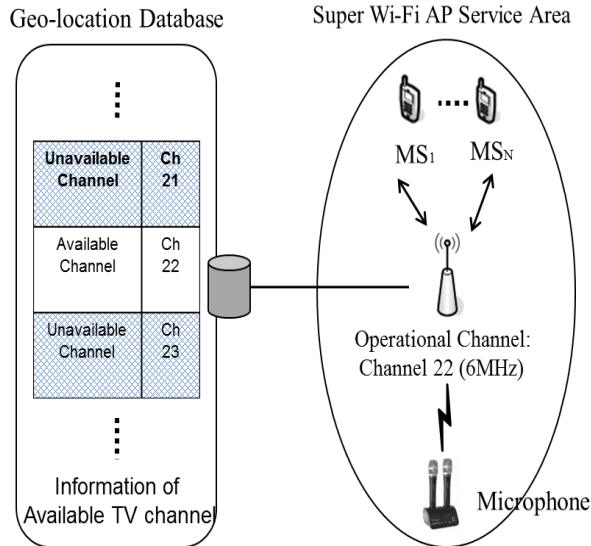 Geo-location Database
Unavailable
Channel
Ch
21
Available
Channel
Ch
22
Unavailable
Channel
Ch
23
Information of
Available TV channel
Super Wi-Fi AP Service Area
MS1
MSN
Operational Channel:
Channel 22 (6MHz)
Microphone